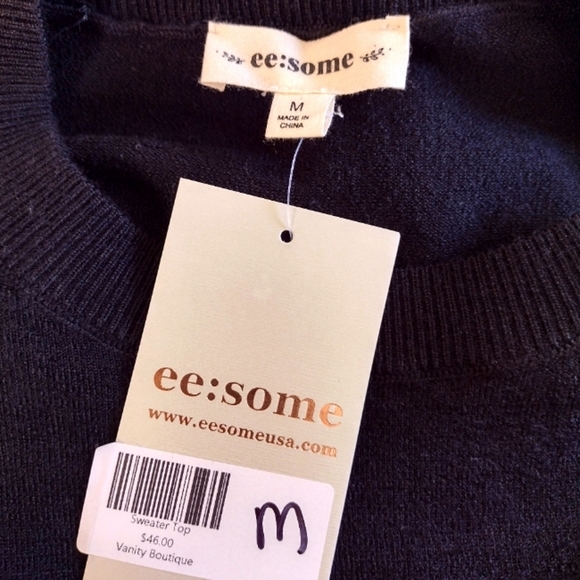 ee:some
M
MADE IN
CHINA
ee:some
www.eesomeusa.com
Sweater Top
$46.00
Vanity Boutique
M